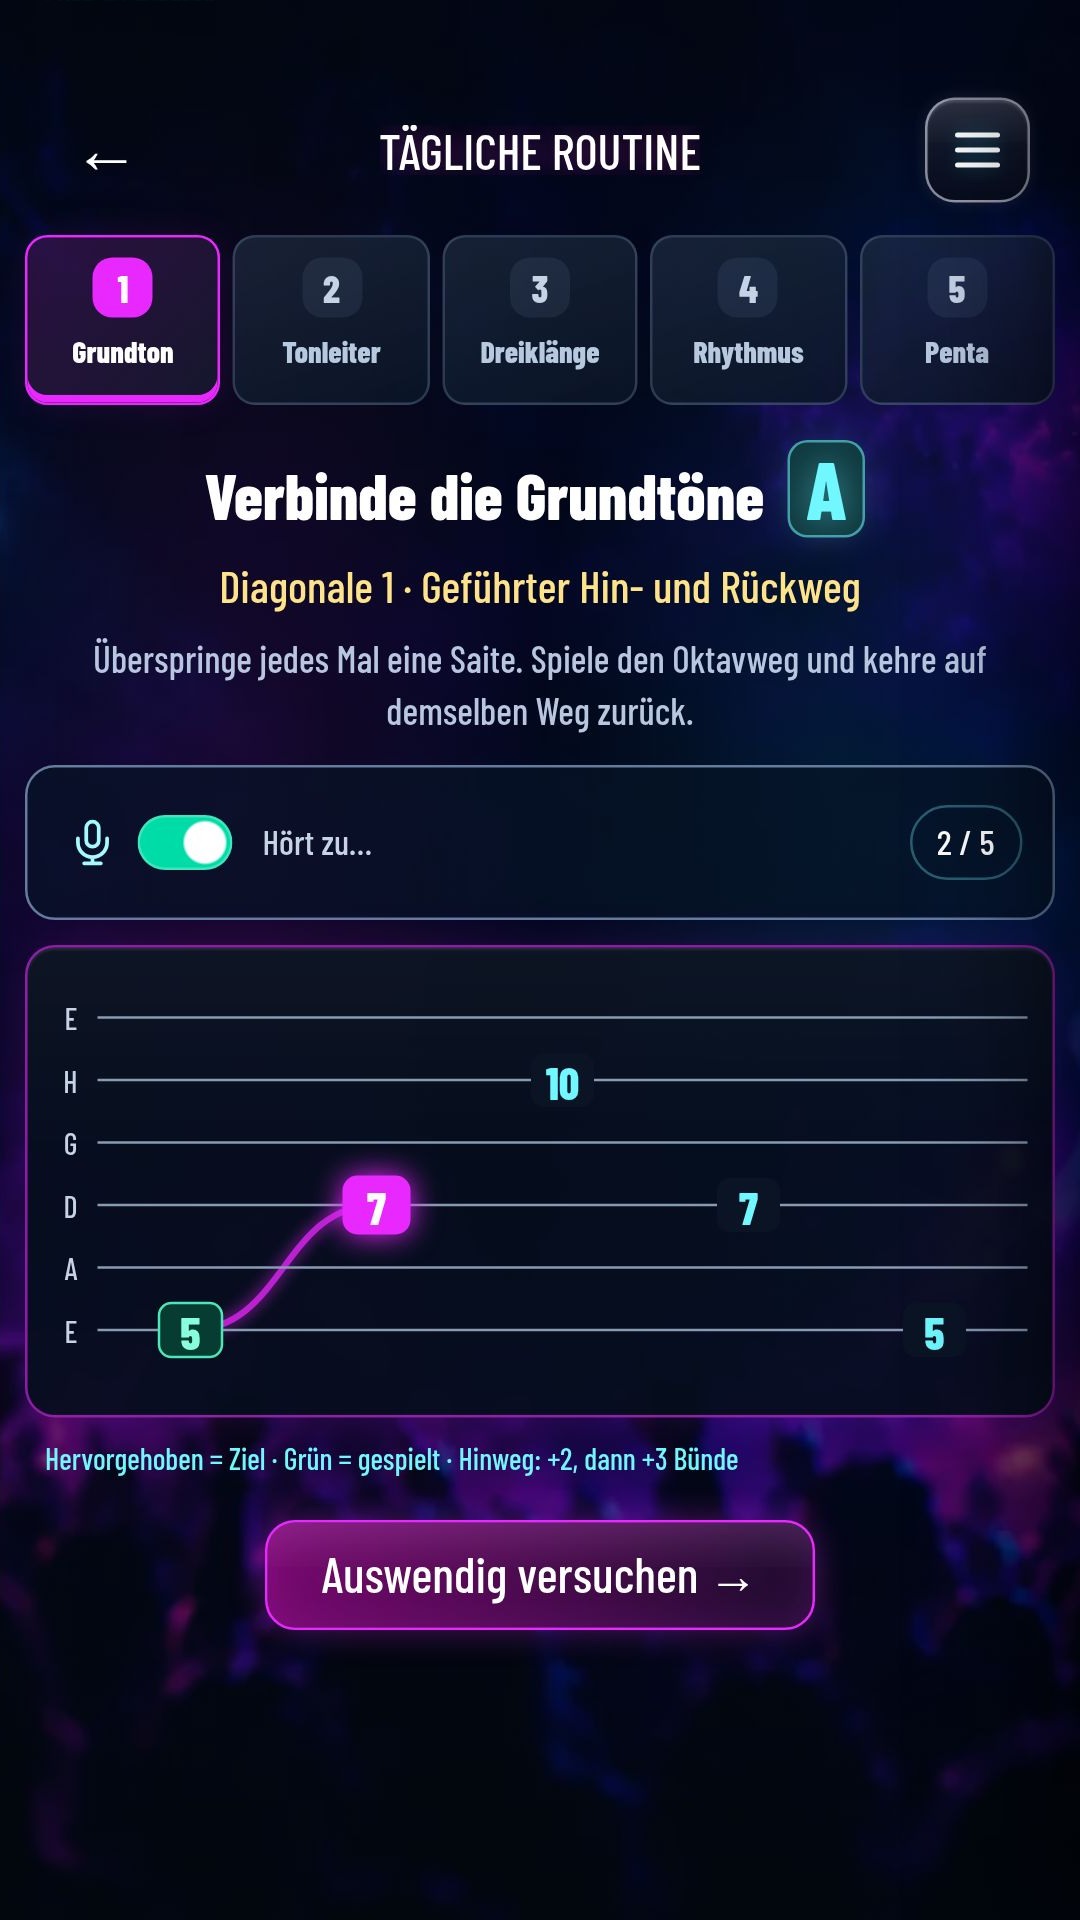 ← TÄGLICHE ROUTINE
1 2 3 4 5
Grundton Tonleiter Dreiklänge Rhythmus Penta
Verbinde die Grundtöne A
Diagonale 1 · Geführter Hin- und Rückweg
Überspringe jedes Mal eine Saite. Spiele den Oktavweg und kehre auf
demselben Weg zurück.
Hört zu... 2 / 5
E
H 10
G
D 7 7
A
E 5 5
Hervorgehoben = Ziel · Grün = gespielt · Hinweg: +2, dann +3 Bünde
Auswendig versuchen →